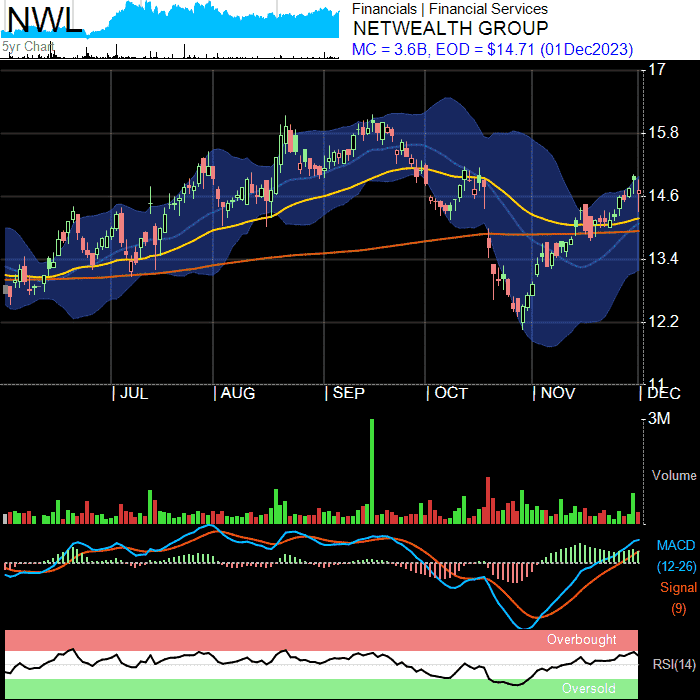 NWL
5yr Chart
Financials | Financial Services
NETWEALTH GROUP
MC = 3.6B, EOD = $14.71 (01Dec2023)
17
15.8
14.6
13.4
12.2
11
| JUL
| AUG
| SEP
| OCT
| NOV
| DEC
3M
Volume
MACD
(12-26)
Signal
(9)
Overbought
RSI(14)
Oversold